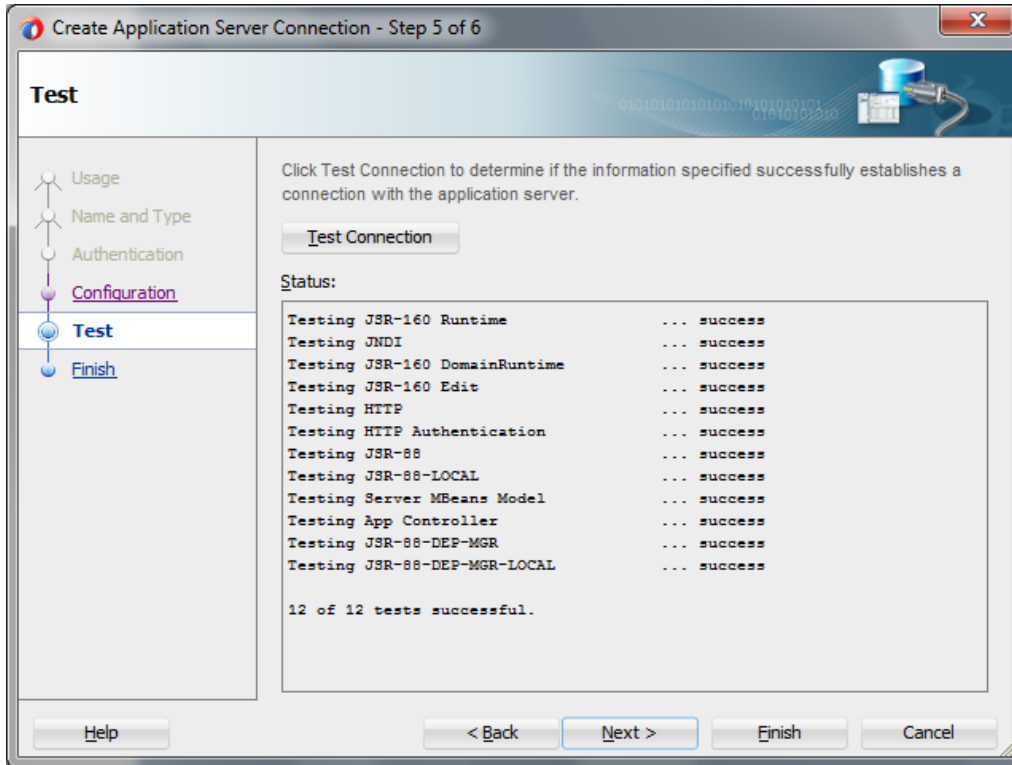 Create Application Server Connection - Step 5 of 6
Test
Usage
Name and Type
Authentication
Configuration
Test
Finish
Click Test Connection to determine if the information specified successfully establishes a
connection with the application server.
Test Connection
Status:
Testing JSR-160 Runtime ... success
Testing JNDI ... success
Testing JSR-160 DomainRuntime ... success
Testing JSR-160 Edit ... success
Testing HTTP ... success
Testing HTTP Authentication ... success
Testing JSR-88 ... success
Testing JSR-88-LOCAL ... success
Testing Server MBeans Model ... success
Testing App Controller ... success
Testing JSR-88-DEP-MGR ... success
Testing JSR-88-DEP-MGR-LOCAL ... success
12 of 12 tests successful.
Help
< Back
Next >
Finish
Cancel